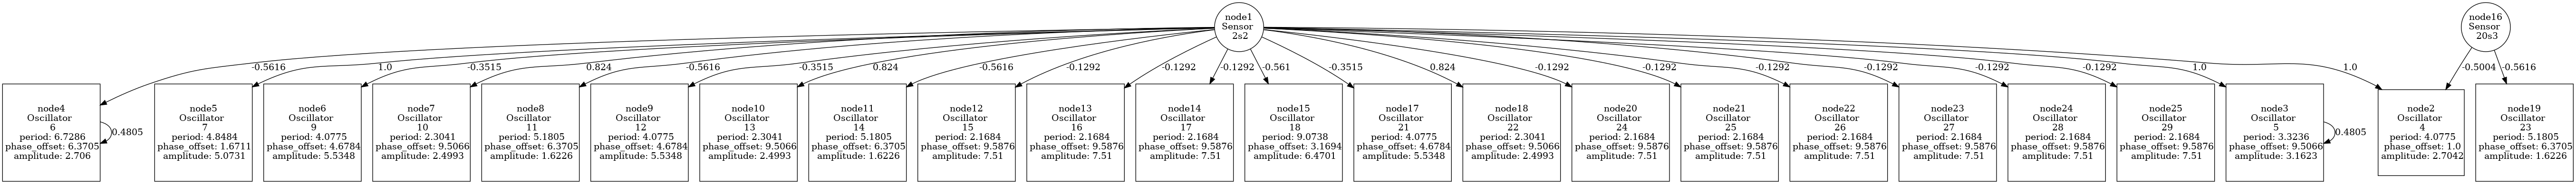 node1
Sensor
2s2
node16
Sensor
20s3
-0.5616
1.0
-0.3515
0.824
-0.5616
-0.3515
0.824
-0.5616
-0.1292
-0.1292
-0.1292
-0.561
-0.3515
0.824
-0.1292
-0.1292
-0.1292
-0.1292
-0.1292
-0.1292
1.0
1.0
-0.5004
-0.5616
node4
Oscillator
6
period: 6.7286
phase_offset: 6.3705
amplitude: 2.706
0.4805
node5
Oscillator
7
period: 4.8484
phase_offset: 1.6711
amplitude: 5.0731
node6
Oscillator
9
period: 4.0775
phase_offset: 4.6784
amplitude: 5.5348
node7
Oscillator
10
period: 2.3041
phase_offset: 9.5066
amplitude: 2.4993
node8
Oscillator
11
period: 5.1805
phase_offset: 6.3705
amplitude: 1.6226
node9
Oscillator
12
period: 4.0775
phase_offset: 4.6784
amplitude: 5.5348
node10
Oscillator
13
period: 2.3041
phase_offset: 9.5066
amplitude: 2.4993
node11
Oscillator
14
period: 5.1805
phase_offset: 6.3705
amplitude: 1.6226
node12
Oscillator
15
period: 2.1684
phase_offset: 9.5876
amplitude: 7.51
node13
Oscillator
16
period: 2.1684
phase_offset: 9.5876
amplitude: 7.51
node14
Oscillator
17
period: 2.1684
phase_offset: 9.5876
amplitude: 7.51
node15
Oscillator
18
period: 9.0738
phase_offset: 3.1694
amplitude: 6.4701
node17
Oscillator
21
period: 4.0775
phase_offset: 4.6784
amplitude: 5.5348
node18
Oscillator
22
period: 2.3041
phase_offset: 9.5066
amplitude: 2.4993
node20
Oscillator
24
period: 2.1684
phase_offset: 9.5876
amplitude: 7.51
node21
Oscillator
25
period: 2.1684
phase_offset: 9.5876
amplitude: 7.51
node22
Oscillator
26
period: 2.1684
phase_offset: 9.5876
amplitude: 7.51
node23
Oscillator
27
period: 2.1684
phase_offset: 9.5876
amplitude: 7.51
node24
Oscillator
28
period: 2.1684
phase_offset: 9.5876
amplitude: 7.51
node25
Oscillator
29
period: 2.1684
phase_offset: 9.5876
amplitude: 7.51
node3
Oscillator
5
period: 3.3236
phase_offset: 9.5066
amplitude: 3.1623
0.4805
node2
Oscillator
4
period: 4.0775
phase_offset: 1.0
amplitude: 2.7042
node19
Oscillator
23
period: 5.1805
phase_offset: 6.3705
amplitude: 1.6226